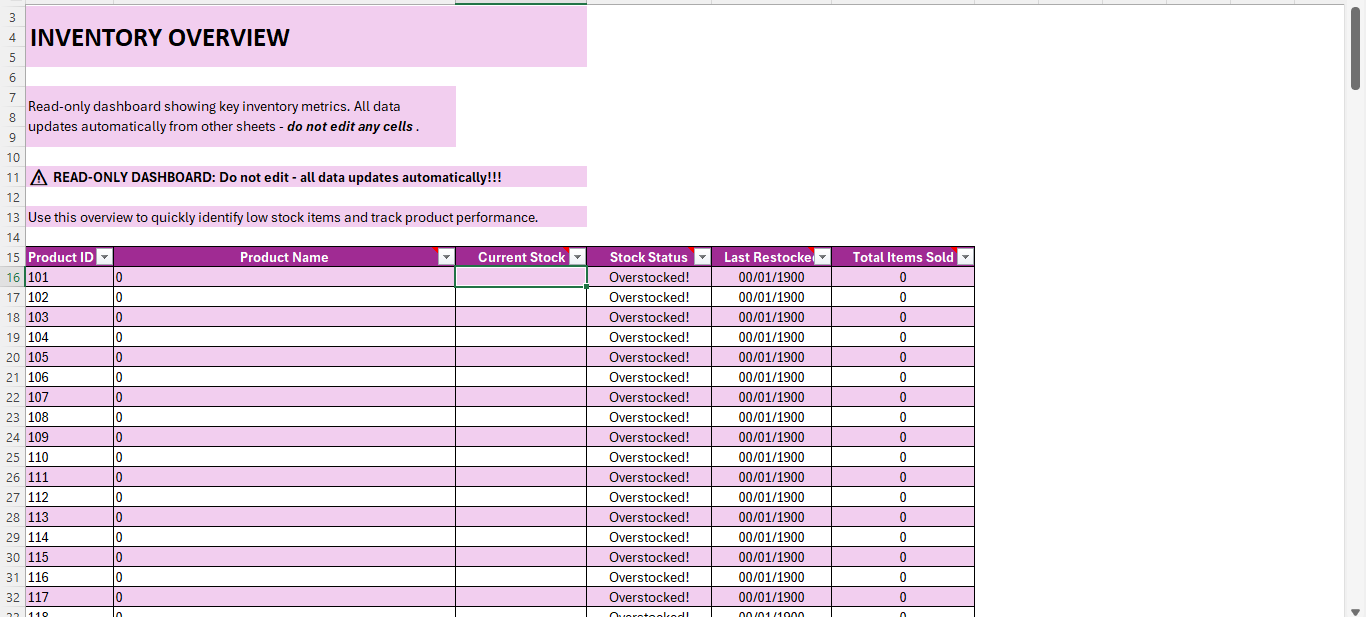 3
INVENTORY OVERVIEW
4
5
6
7
Read-only dashboard showing key inventory metrics. All data
8
updates automatically from other sheets - do not edit any cells .
9
10
11 ⚠ READ-ONLY DASHBOARD: Do not edit - all data updates automatically!!!
12
13 Use this overview to quickly identify low stock items and track product performance.
14
15 Product ID Product Name Current Stock Stock Status Last Restocke Total Items Sold
16 101 0 Overstocked! 00/01/1900 0
17 102 0 Overstocked! 00/01/1900 0
18 103 0 Overstocked! 00/01/1900 0
19 104 0 Overstocked! 00/01/1900 0
20 105 0 Overstocked! 00/01/1900 0
21 106 0 Overstocked! 00/01/1900 0
22 107 0 Overstocked! 00/01/1900 0
23 108 0 Overstocked! 00/01/1900 0
24 109 0 Overstocked! 00/01/1900 0
25 110 0 Overstocked! 00/01/1900 0
26 111 0 Overstocked! 00/01/1900 0
27 112 0 Overstocked! 00/01/1900 0
28 113 0 Overstocked! 00/01/1900 0
29 114 0 Overstocked! 00/01/1900 0
30 115 0 Overstocked! 00/01/1900 0
31 116 0 Overstocked! 00/01/1900 0
32 117 0 Overstocked! 00/01/1900 0
33 118 0 Overstocked! 00/01/1900 0